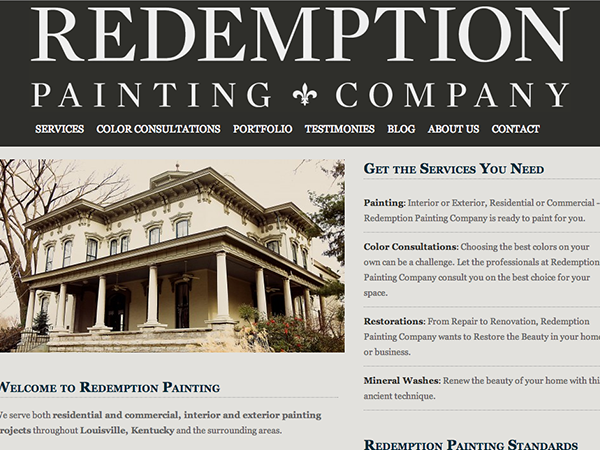 REDEMPTION
PAINTING COMPANY
SERVICES COLOR CONSULTATIONS PORTFOLIO TESTIMONIES BLOG ABOUT US CONTACT
Get the Services You Need
Painting: Interior or Exterior, Residential or Commercial -
Redemption Painting Company is ready to paint for you.
Color Consultations: Choosing the best colors on your
own can be a challenge. Let the professionals at Redemption
Painting Company consult you on the best choice for your
space.
Restorations: From Repair to Renovation, Redemption
Painting Company wants to Restore the Beauty in your home
or business.
Mineral Washes: Renew the beauty of your home with thi
ancient technique.
Redemption Painting Standards
Welcome to Redemption Painting
We serve both residential and commercial, interior and exterior painting
rojects throughout Louisville, Kentucky and the surrounding areas.